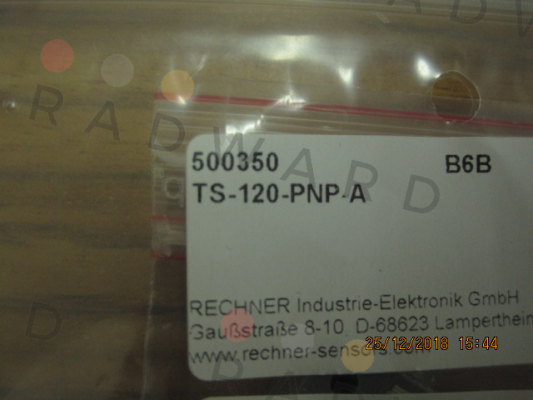 RADWARD
500350 B6B
TS-120-PNP-A
RECHNER Industrie-Elektronik GmbH
Gaußstraße 8-10, D-68623 Lampertheim
www.rechner-sensors.com
25/12/2018 15:44